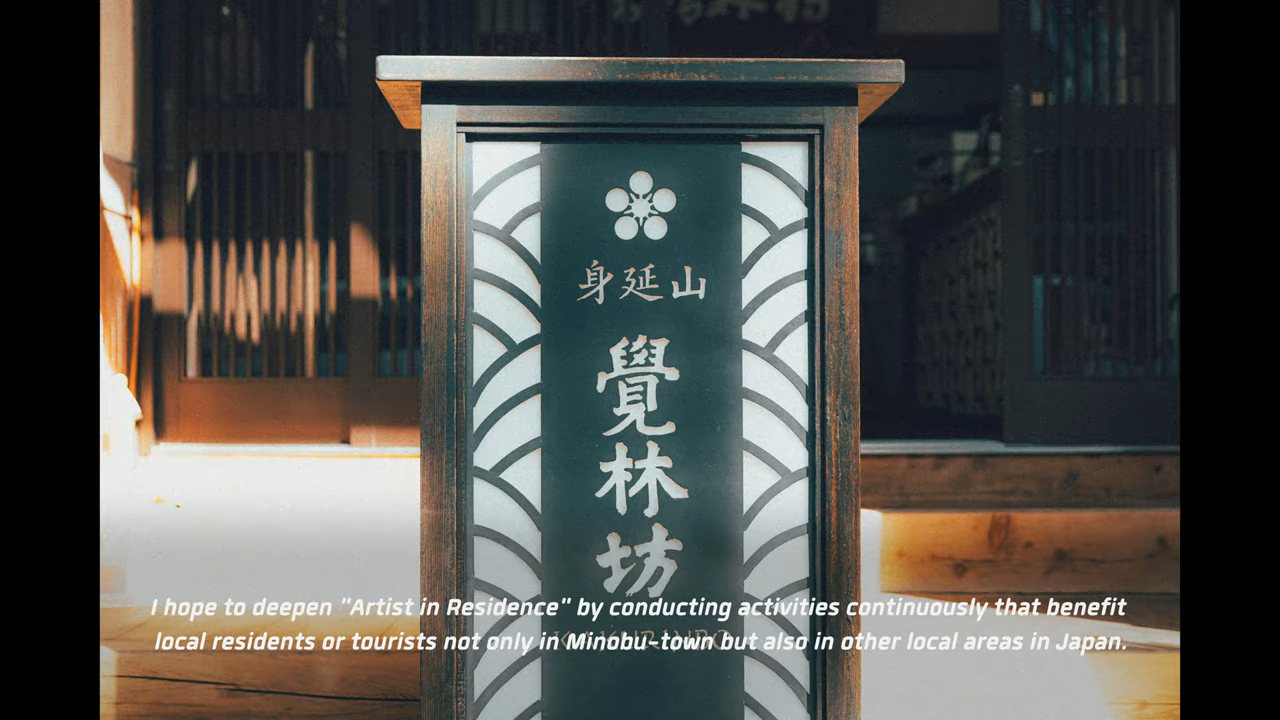 身延山
覺林坊
I hope to deepen "Artist in Residence" by conducting activities continuously that benefit
local residents or tourists not only in Minobu-town but also in other local areas in Japan.